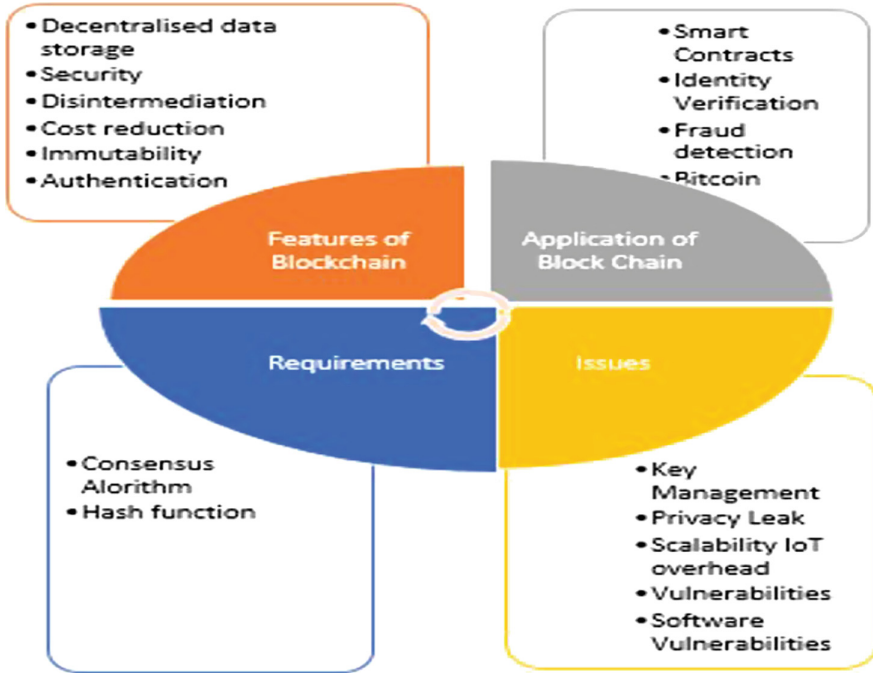 • Decentralised data
storage
• Security
• Disintermediation
• Cost reduction
• Immutability
• Authentication
• Smart
Contracts
• Identity
Verification
• Fraud
detection
• Bitcoin
Features of
Blockchain
Application of
Block Chain
Requirements
Issues
• Consensus
Alorithm
• Hash function
• Key
Management
• Privacy Leak
• Scalability IoT
overhead
• Vulnerabilities
• Software
Vulnerabilities